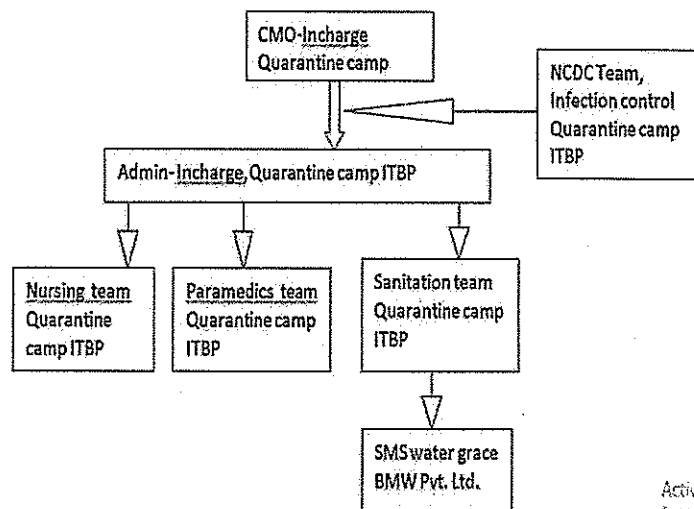 CMO-Incharge
Quarantine camp
NCDC Team,
Infection control
Quarantine camp
ITBP
Admin-Incharge, Quarantine camp ITBP
Nursing team
Quarantine
camp ITBP
Paramedics team
Quarantine camp
ITBP
Sanitation team
Quarantine camp
ITBP
SMS water grace
BMW Pvt. Ltd.
Activ